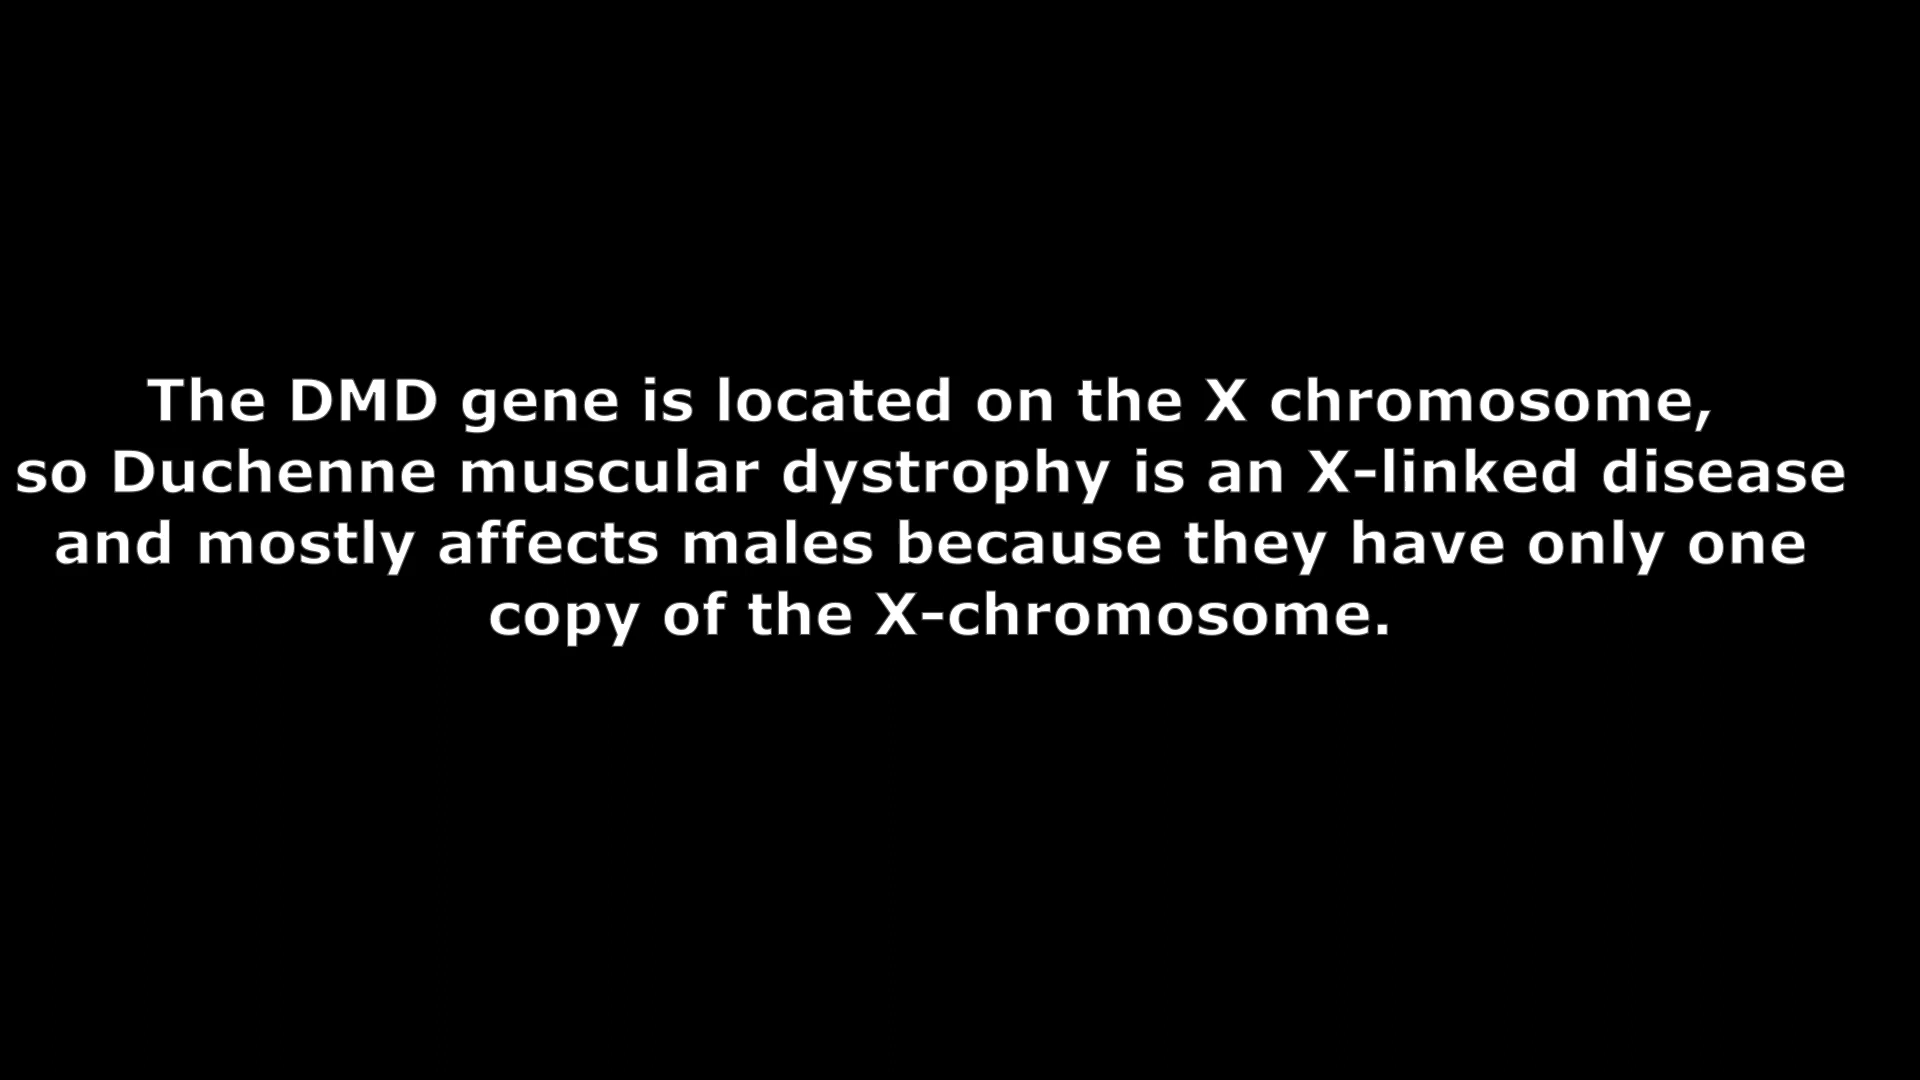 The DMD gene is located on the X chromosome,
so Duchenne muscular dystrophy is an X-linked disease
and mostly affects males because they have only one
copy of the X-chromosome.